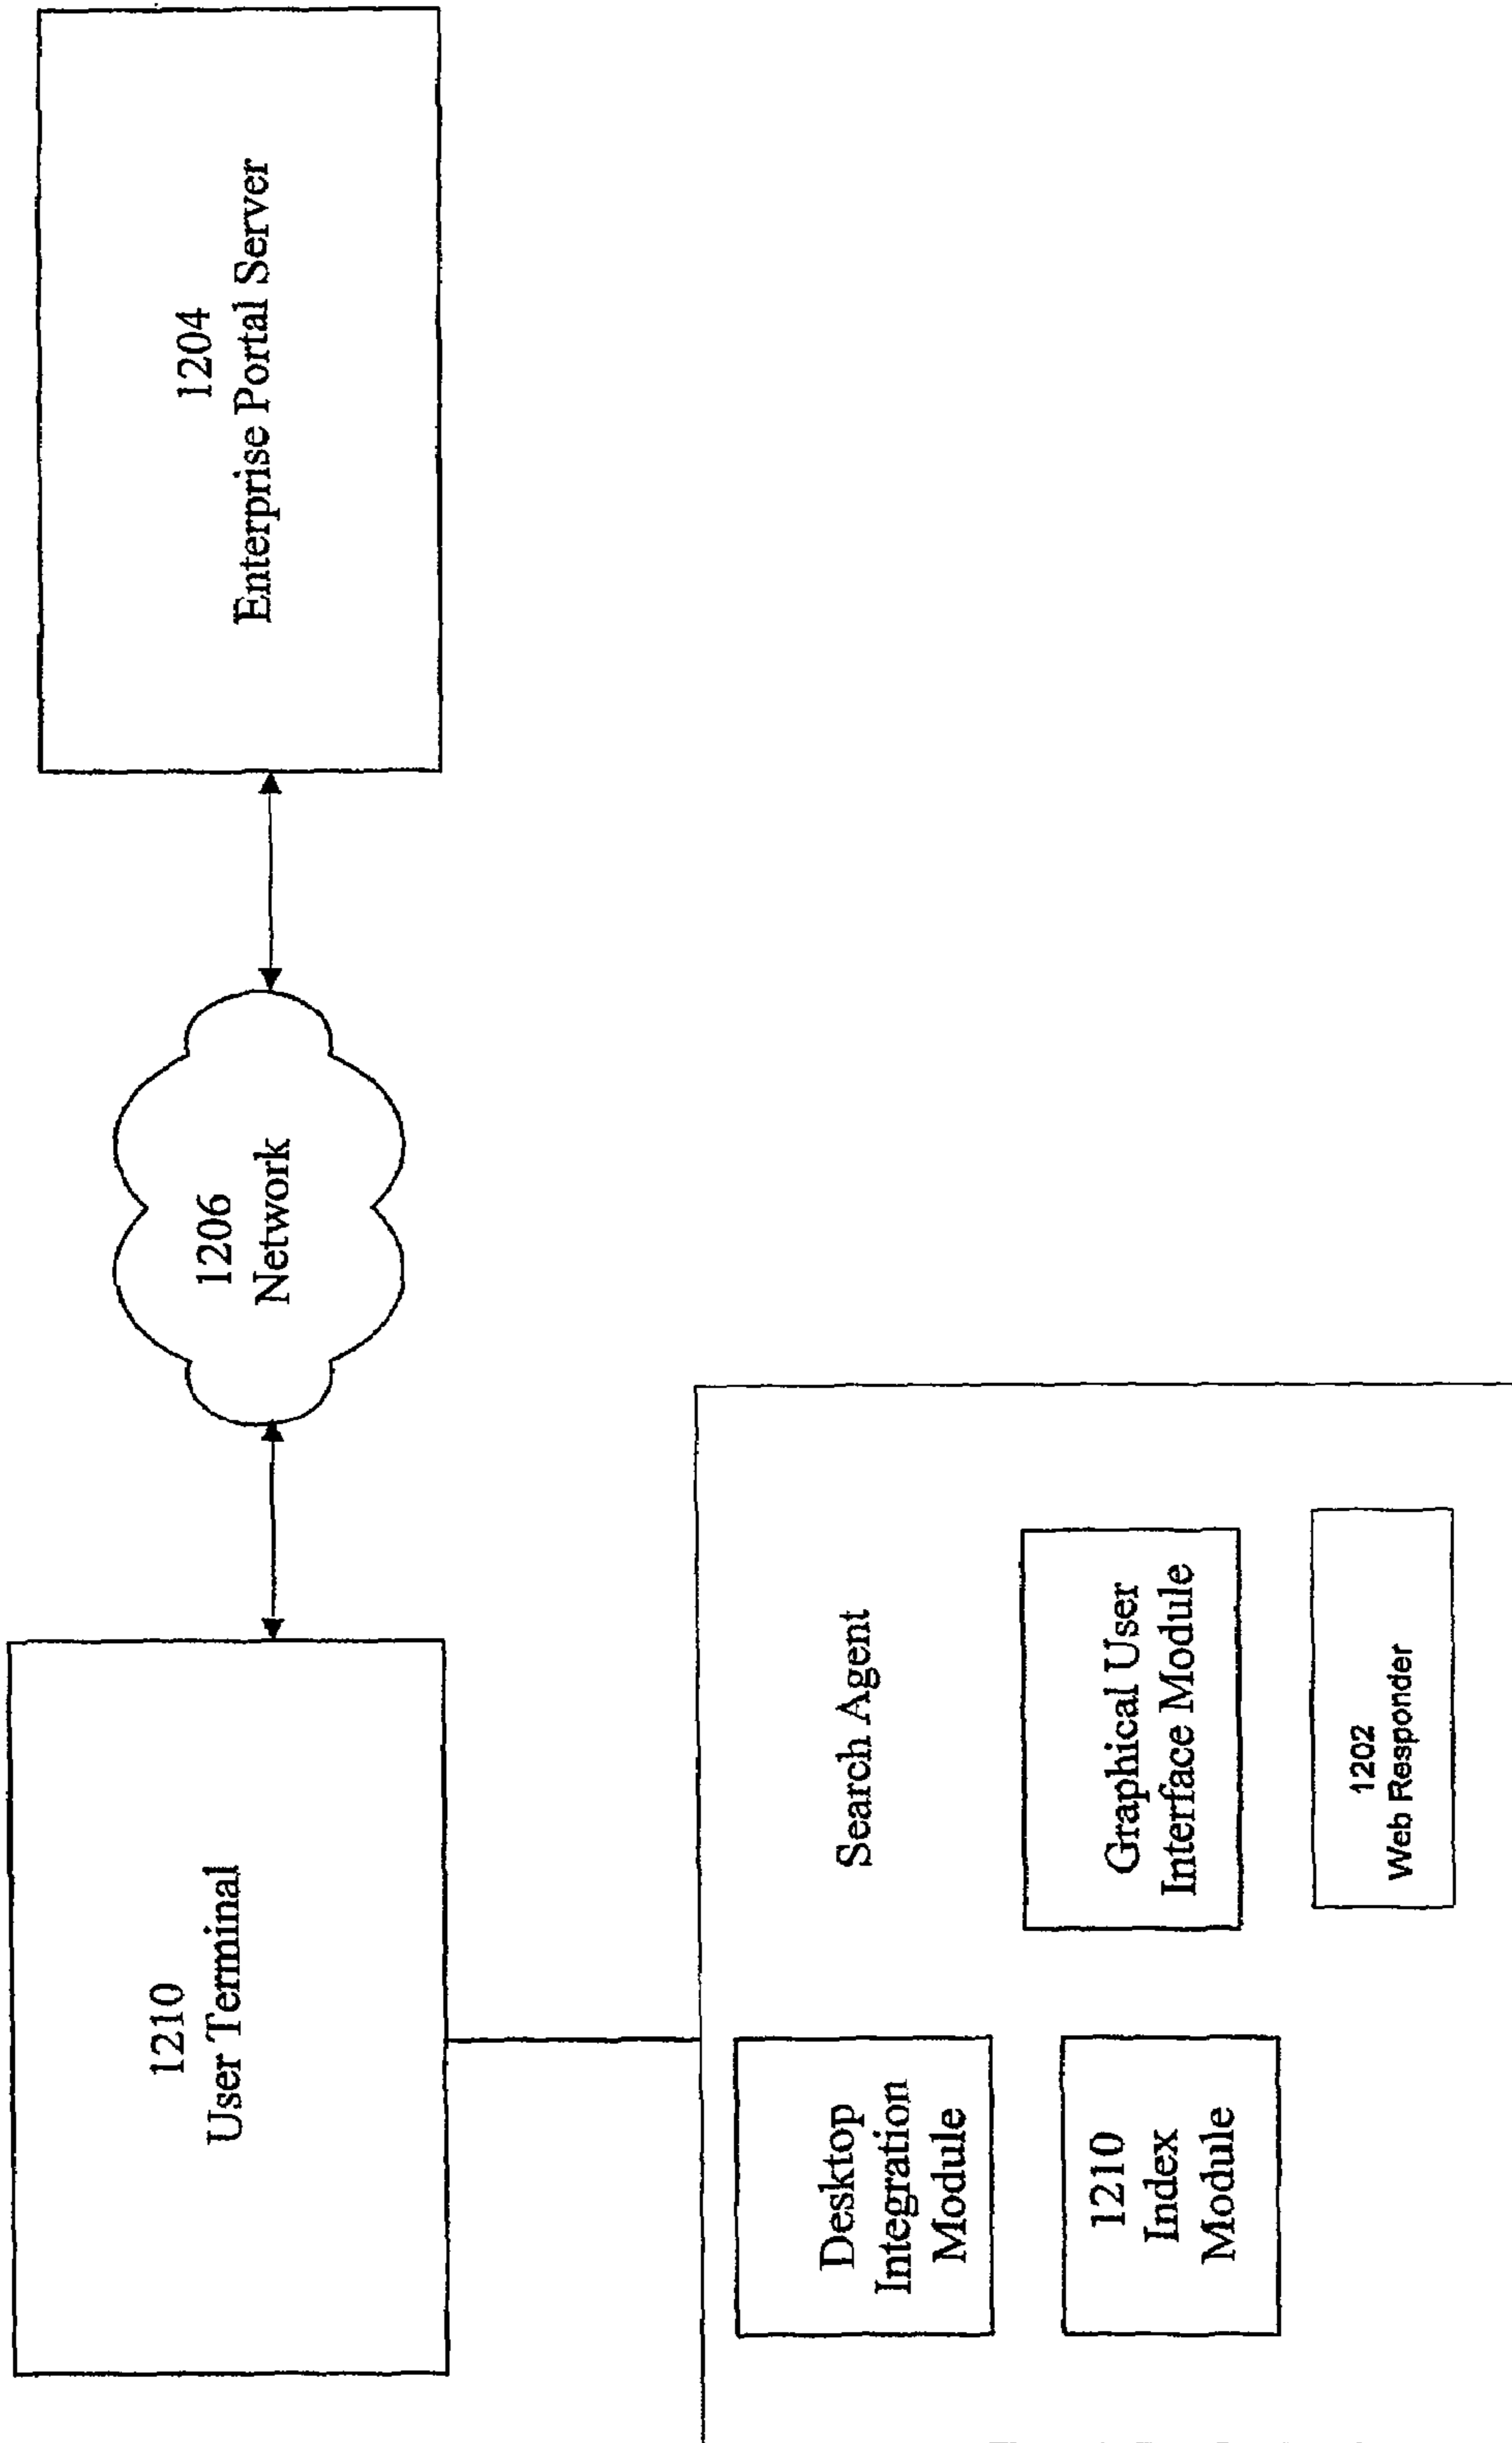 1210
User Terminal
1206
Network
1204
Enterprise Portal Server
Search Agent
Desktop
Integration
Module
Graphical User
Interface Module
1210
Index
Module
1202
Web Responder